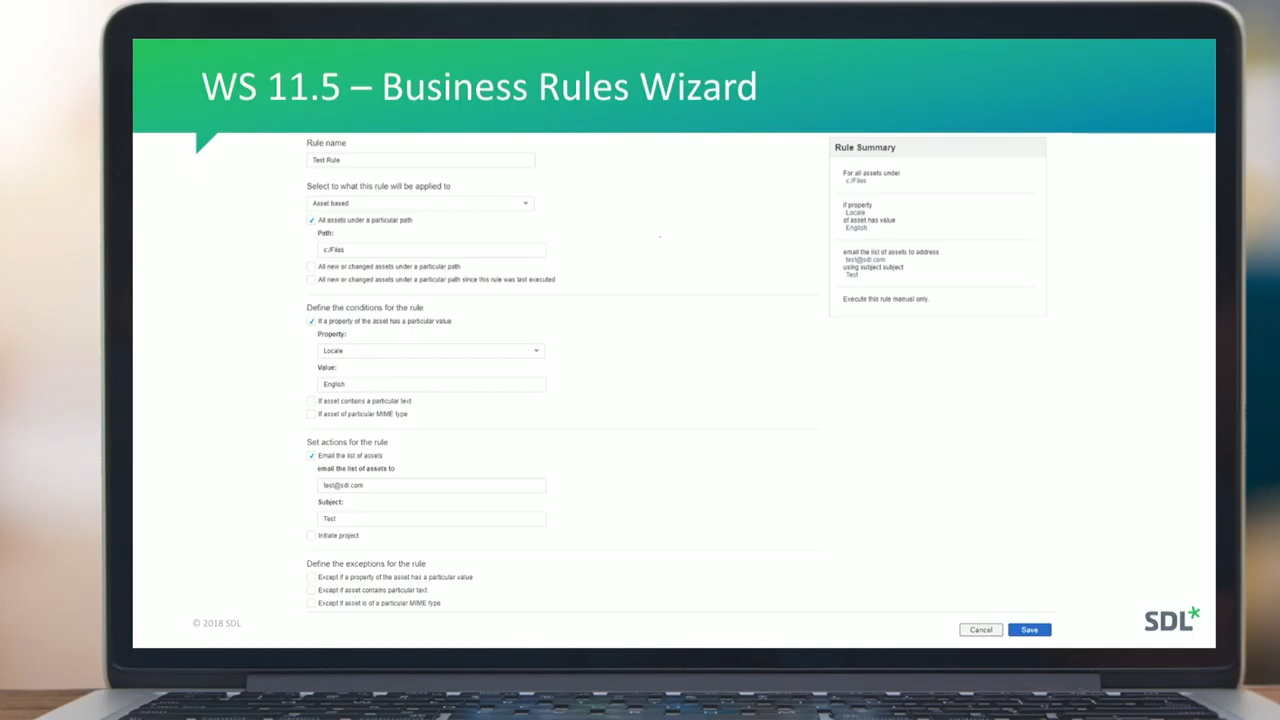 WS 11.5 – Business Rules Wizard
Rule name
Test Rule
Select to what this rule will be applied to
Asset based
All assets under a particular path
Path:
c:/Files
All new or changed assets under a particular path
All new or changed assets under a particular path since this rule was last executed
Define the conditions for the rule
If a property of the asset has a particular value
Property:
Locale
Value:
English
If asset contains a particular text
If asset of particular MIME type
Set actions for the rule
Email the list of assets
email the list of assets to
test@sdl.com
Subject:
Test
Initiate project
Define the exceptions for the rule
Except if a property of the asset has a particular value
Except if asset contains particular text
Except if asset is of a particular MIME type
Rule Summary
For all assets under
c:/Files
if property
Locale
of asset has value
English
email the list of assets to address
test@sdl.com
using subject subject
Test
Execute this rule manual only.
Cancel
Save
© 2018 SDL
SDL*